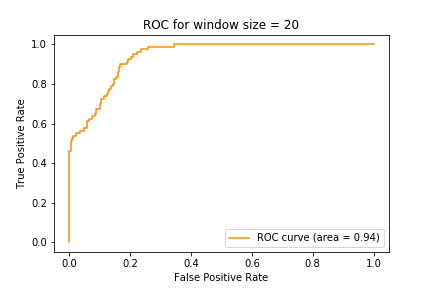 ROC for window size = 20
True Positive Rate
1.0
0.8
0.6
0.4
0.2
0.0
ROC curve (area = 0.94)
0.0 0.2 0.4 0.6 0.8 1.0
False Positive Rate